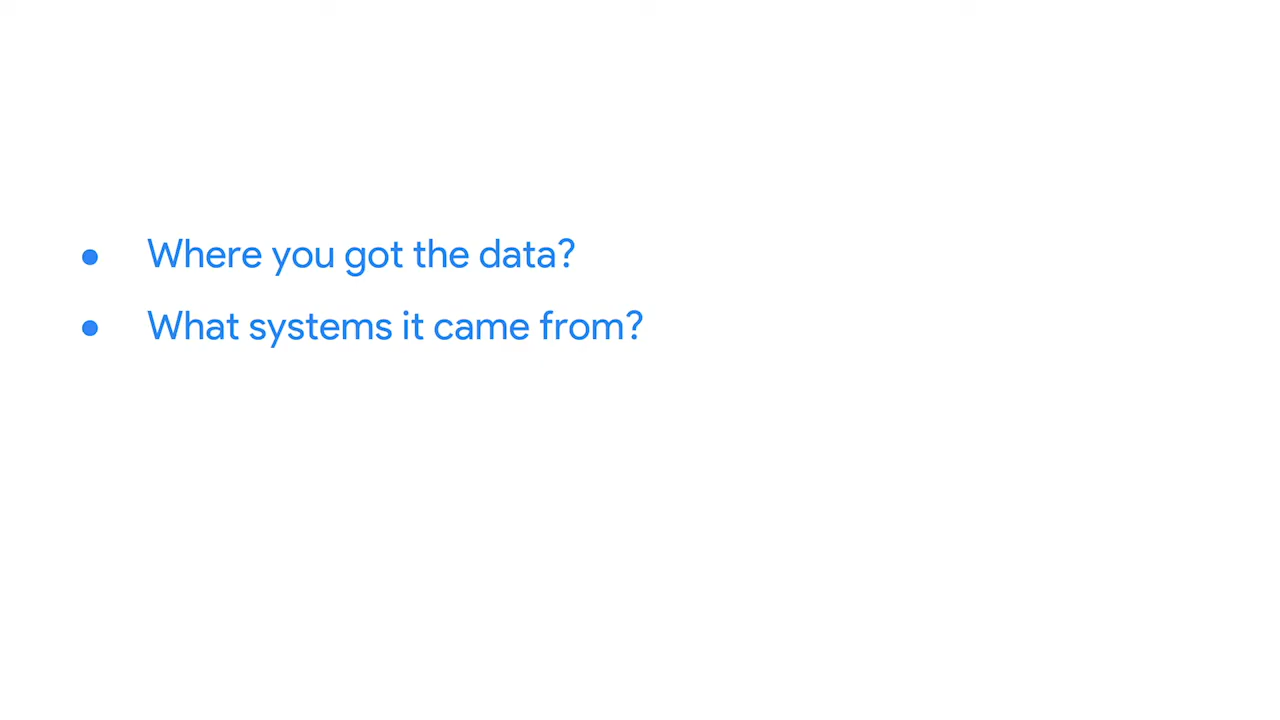 ● Where you got the data?
● What systems it came from?